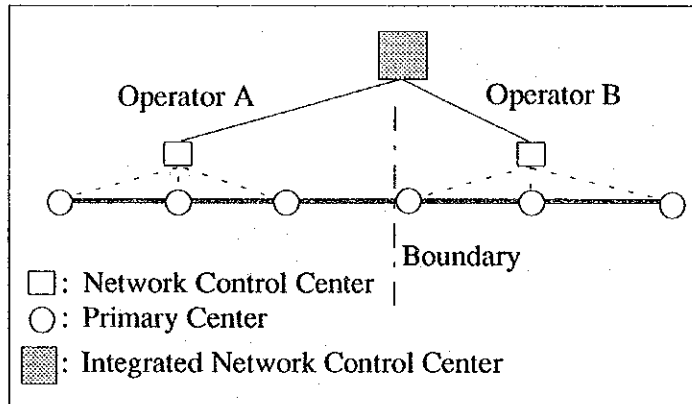 Operator A
Operator B
Boundary
: Network Control Center
: Primary Center
: Integrated Network Control Center